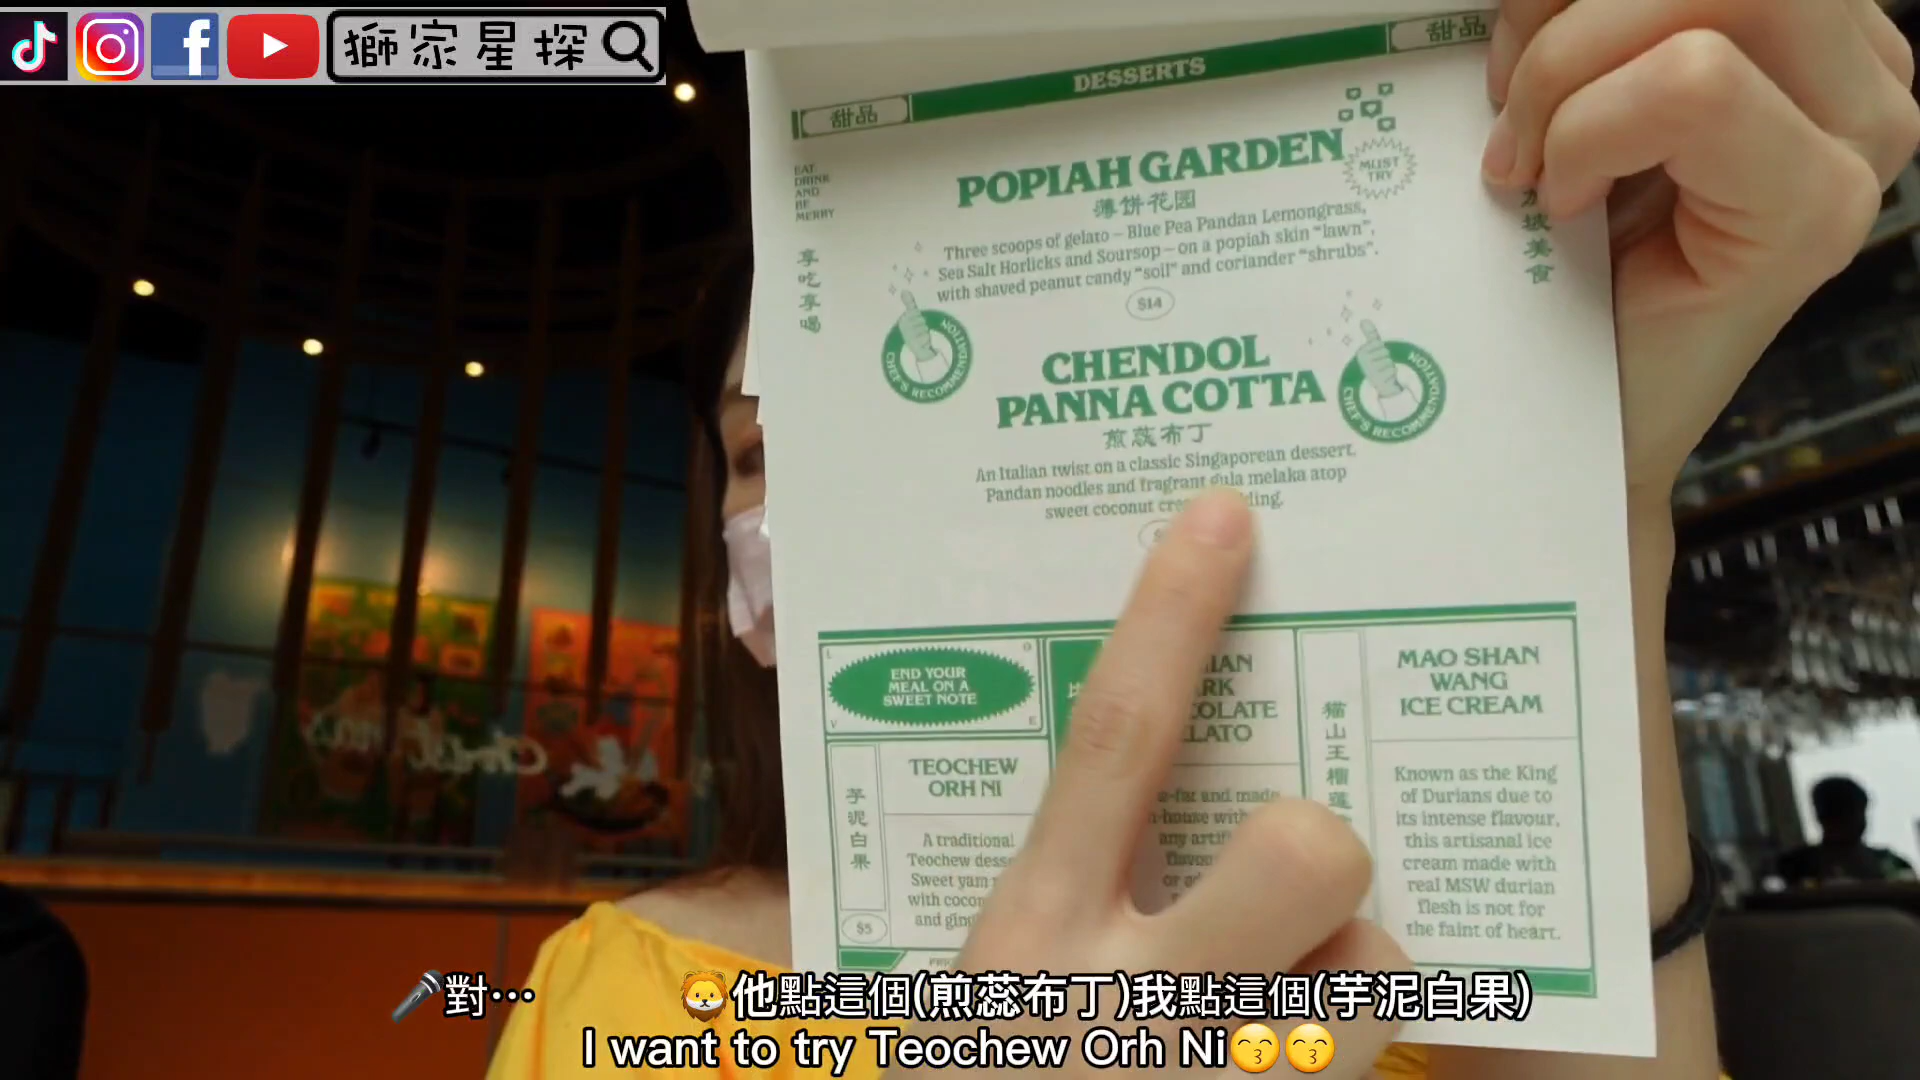 獅家星探
甜品
DESSERTS
甜品
EAT
DRINK
AND
BE
MERRY
享吃享喝
POPIAH GARDEN
MUST
TRY
薄饼花园
Three scoops of gelato – Blue Pea Pandan Lemongrass,
Sea Salt Horlicks and Soursop – on a popiah skin "lawn",
with shaved peanut candy "soil" and coriander "shrubs".
$14
坡美食
CHEF'S RECOMMENDATION
CHENDOL
PANNA COTTA
CHEF'S RECOMMENDATION
煎蕊布丁
An Italian twist on a classic Singaporean dessert.
Pandan noodles and fragrant gula melaka atop
sweet coconut
L O V E
END YOUR
MEAL ON A
SWEET NOTE
芋泥白果
$5
TEOCHEW
ORH NI
A traditional
Teochew
Sweet yam
with
and
any
猫山王榴莲
MAO SHAN
WANG
ICE CREAM
Known as the King
of Durians due to
its intense flavour,
this artisanal ice
cream made with
real MSW durian
flesh is not for
the faint of heart.
🎤對… 🦁他點這個(煎蕊布丁)我點這個(芋泥白果)
I want to try Teochew Orh Ni😙😙